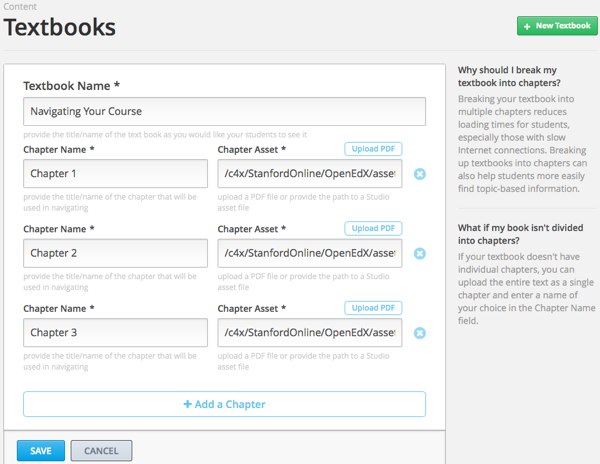 Content
Textbooks
+ New Textbook
Textbook Name *
Navigating Your Course
provide the title/name of the text book as you would like your students to see it
Chapter Name * Chapter Asset * Upload PDF
Chapter 1 /c4x/StanfordOnline/OpenEdX/asset
provide the title/name of the chapter that will be used in navigating
upload a PDF file or provide the path to a Studio asset file
Chapter Name * Chapter Asset * Upload PDF
Chapter 2 /c4x/StanfordOnline/OpenEdX/asset
provide the title/name of the chapter that will be used in navigating
upload a PDF file or provide the path to a Studio asset file
Chapter Name * Chapter Asset * Upload PDF
Chapter 3 /c4x/StanfordOnline/OpenEdX/asset
provide the title/name of the chapter that will be used in navigating
upload a PDF file or provide the path to a Studio asset file
+ Add a Chapter
SAVE CANCEL
Why should I break my
textbook into chapters?
Breaking your textbook into
multiple chapters reduces
loading times for students,
especially those with slow
Internet connections. Breaking
up textbooks into chapters can
also help students more easily
find topic-based information.
What if my book isn't divided
into chapters?
If your textbook doesn't have
individual chapters, you can
upload the entire text as a single
chapter and enter a name of
your choice in the Chapter Name
field.